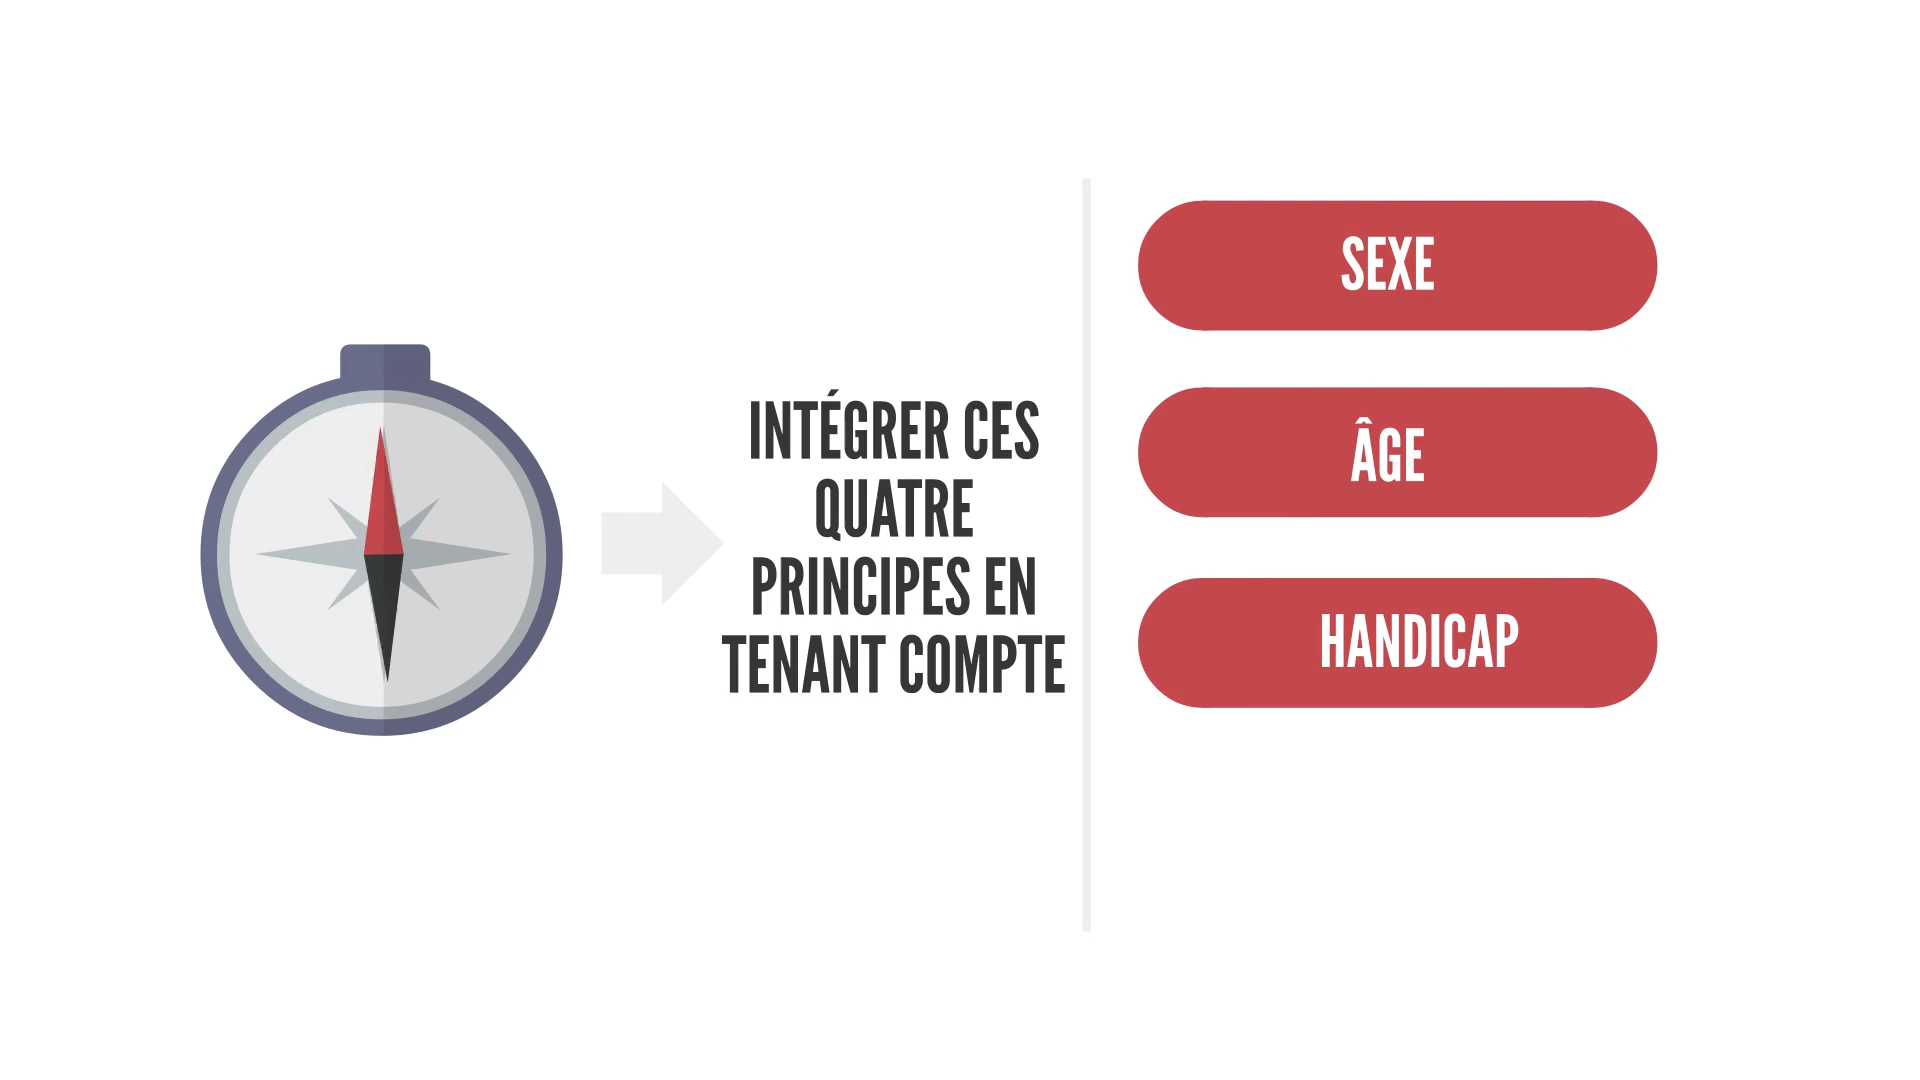 INTÉGRER CES
QUATRE
PRINCIPES EN
TENANT COMPTE
SEXE
ÂGE
HANDICAP